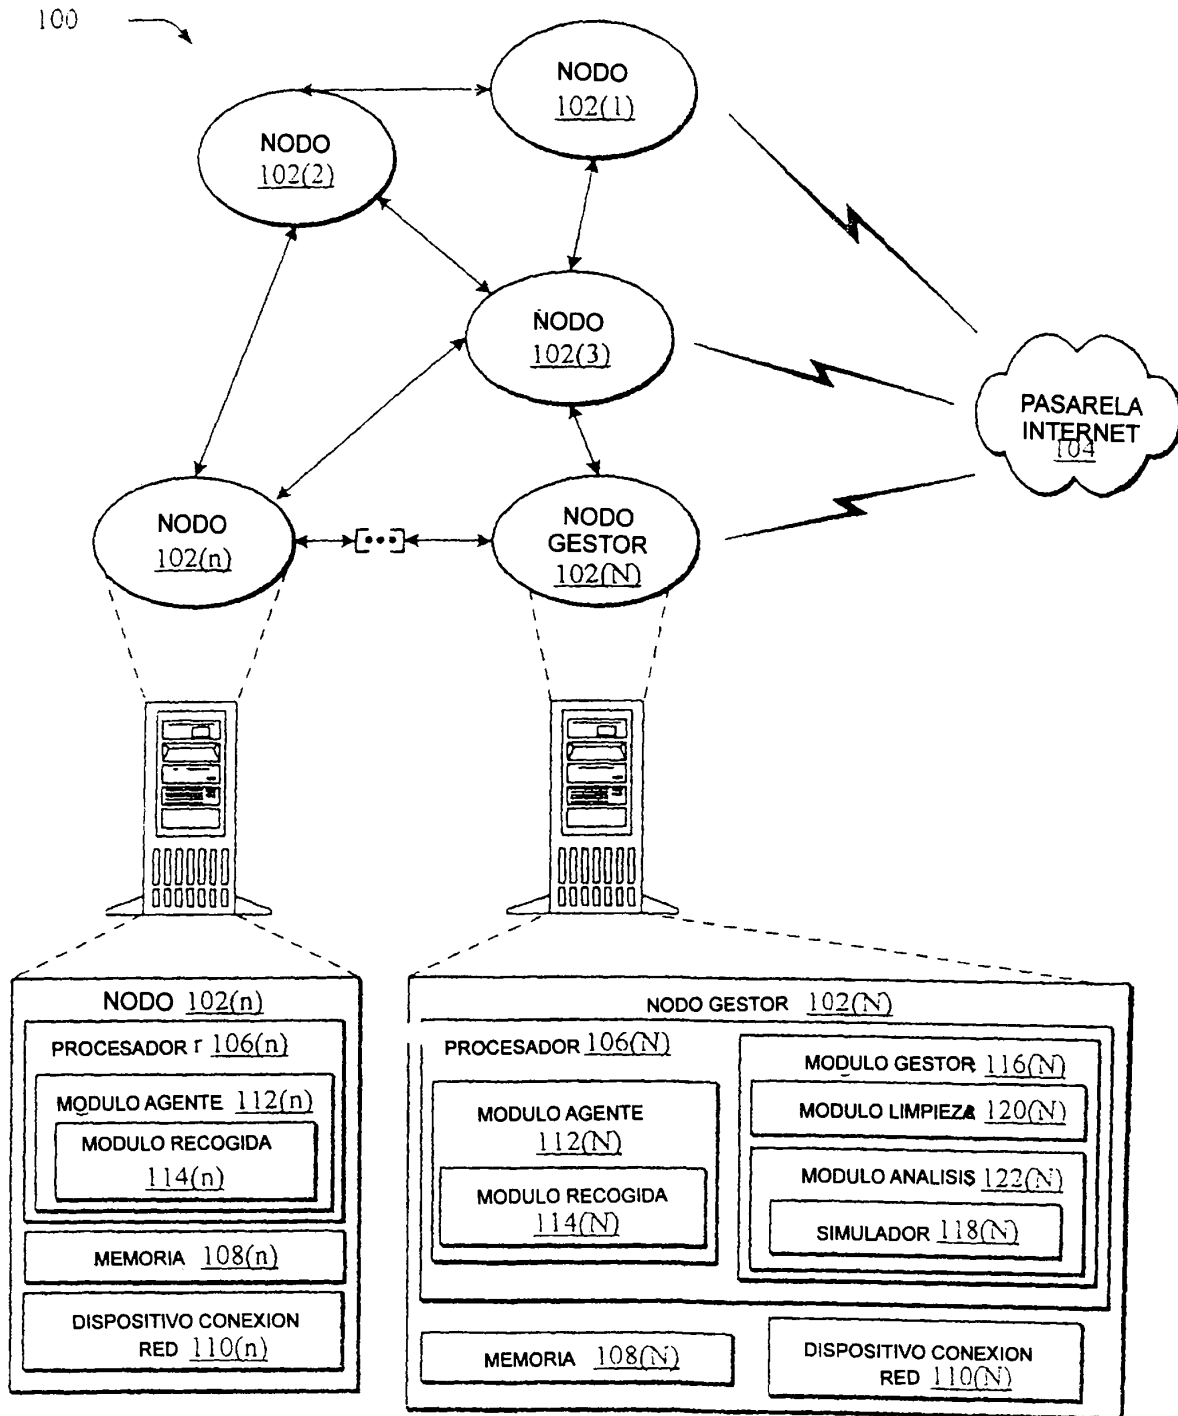 100
NODO
102(1)
NODO
102(2)
NODO
102(3)
PASARELA
INTERNET
104
NODO
102(n)
[•••]
NODO
GESTOR
102(N)
NODO 102(n)
PROCESADOR r 106(n)
MODULO AGENTE 112(n)
MODULO RECOGIDA
114(n)
MEMORIA 108(n)
DISPOSITIVO CONEXION
RED 110(n)
NODO GESTOR 102(N)
PROCESADOR 106(N)
MODULO AGENTE
112(N)
MODULO RECOGIDA
114(N)
MODULO GESTOR 116(N)
MODULO LIMPIEZA 120(N)
MODULO ANALISIS 122(N)
SIMULADOR 118(N)
MEMORIA 108(N)
DISPOSITIVO CONEXION
RED 110(N)